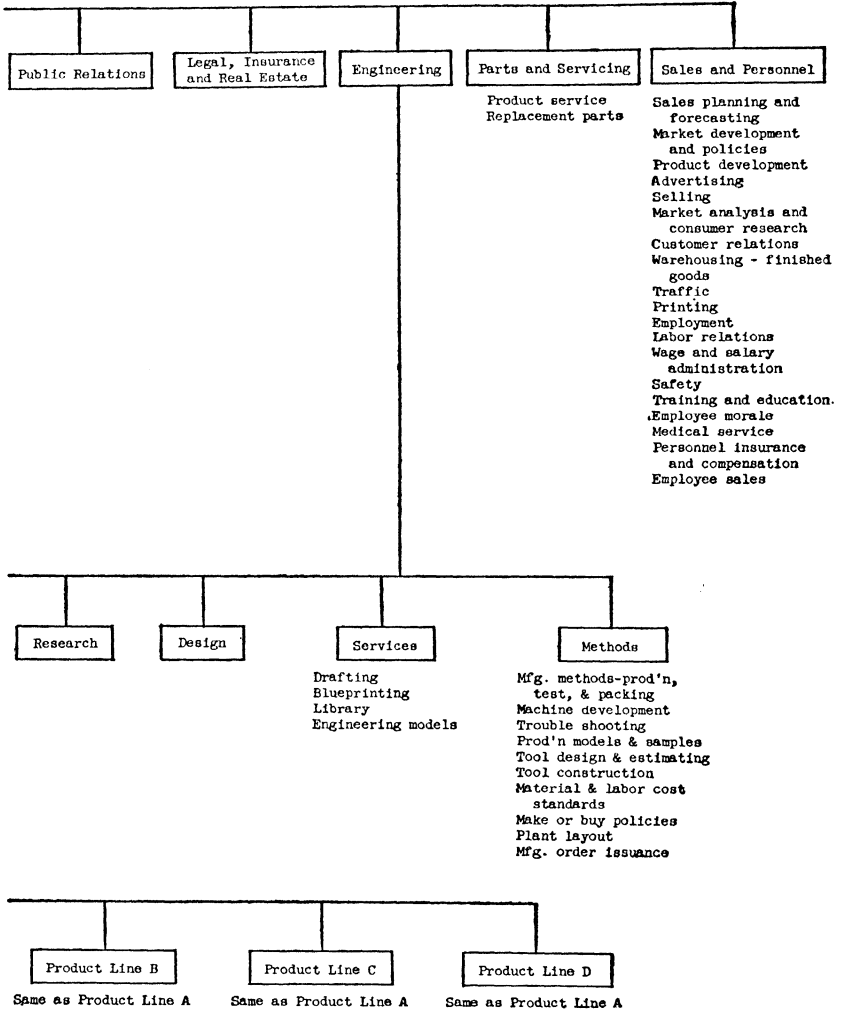 Public Relations
Legal, Insurance
and Real Estate
Engineering
Parts and Servicing
Product service
Replacement parts
Sales and Personnel
Sales planning and
forecasting
Market development
and policies
Product development
Advertising
Selling
Market analysis and
consumer research
Customer relations
Warehousing - finished
goods
Traffic
Printing
Employment
Labor relations
Wage and salary
administration
Safety
Training and education.
Employee morale
Medical service
Personnel insurance
and compensation
Employee sales
Research
Design
Services
Drafting
Blueprinting
Library
Engineering models
Methods
Mfg. methods-prod'n,
test, & packing
Machine development
Trouble shooting
Prod'n models & samples
Tool design & estimating
Tool construction
Material & labor cost
standards
Make or buy policies
Plant layout
Mfg. order issuance
Product Line B
Same as Product Line A
Product Line C
Same as Product Line A
Product Line D
Same as Product Line A